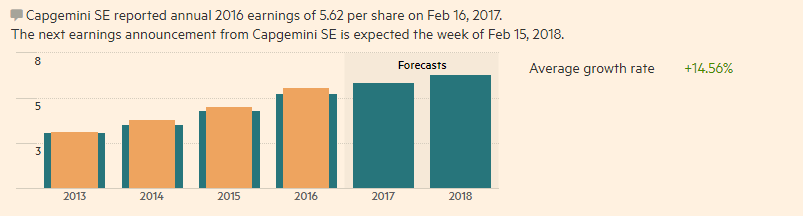 Capgemini SE reported annual 2016 earnings of 5.62 per share on Feb 16, 2017.
The next earnings announcement from Capgemini SE is expected the week of Feb 15, 2018.
8
Forecasts
Average growth rate +14.56%
5
3
2013 2014 2015 2016 2017 2018